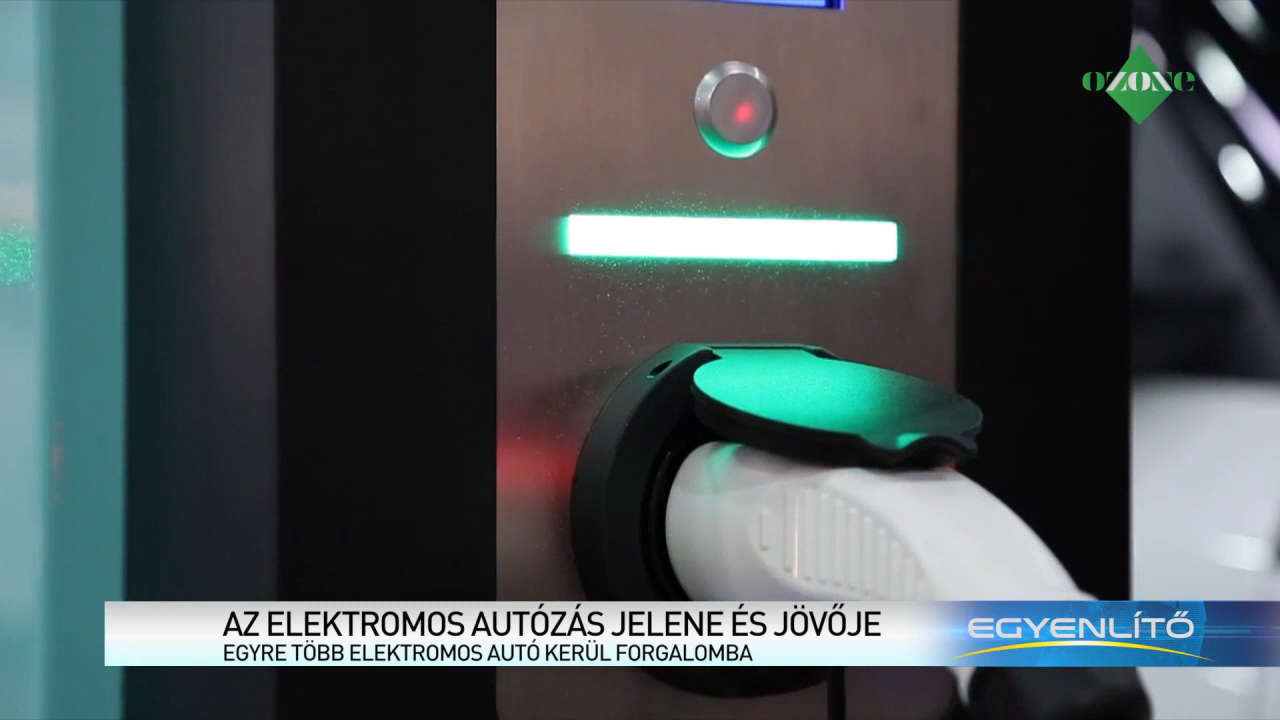 OZONE
AZ ELEKTROMOS AUTÓZÁS JELENE ÉS JÖVŐJE
EGYRE TÖBB ELEKTROMOS AUTÓ KERÜL FORGALOMBA
EGYENLÍTŐ